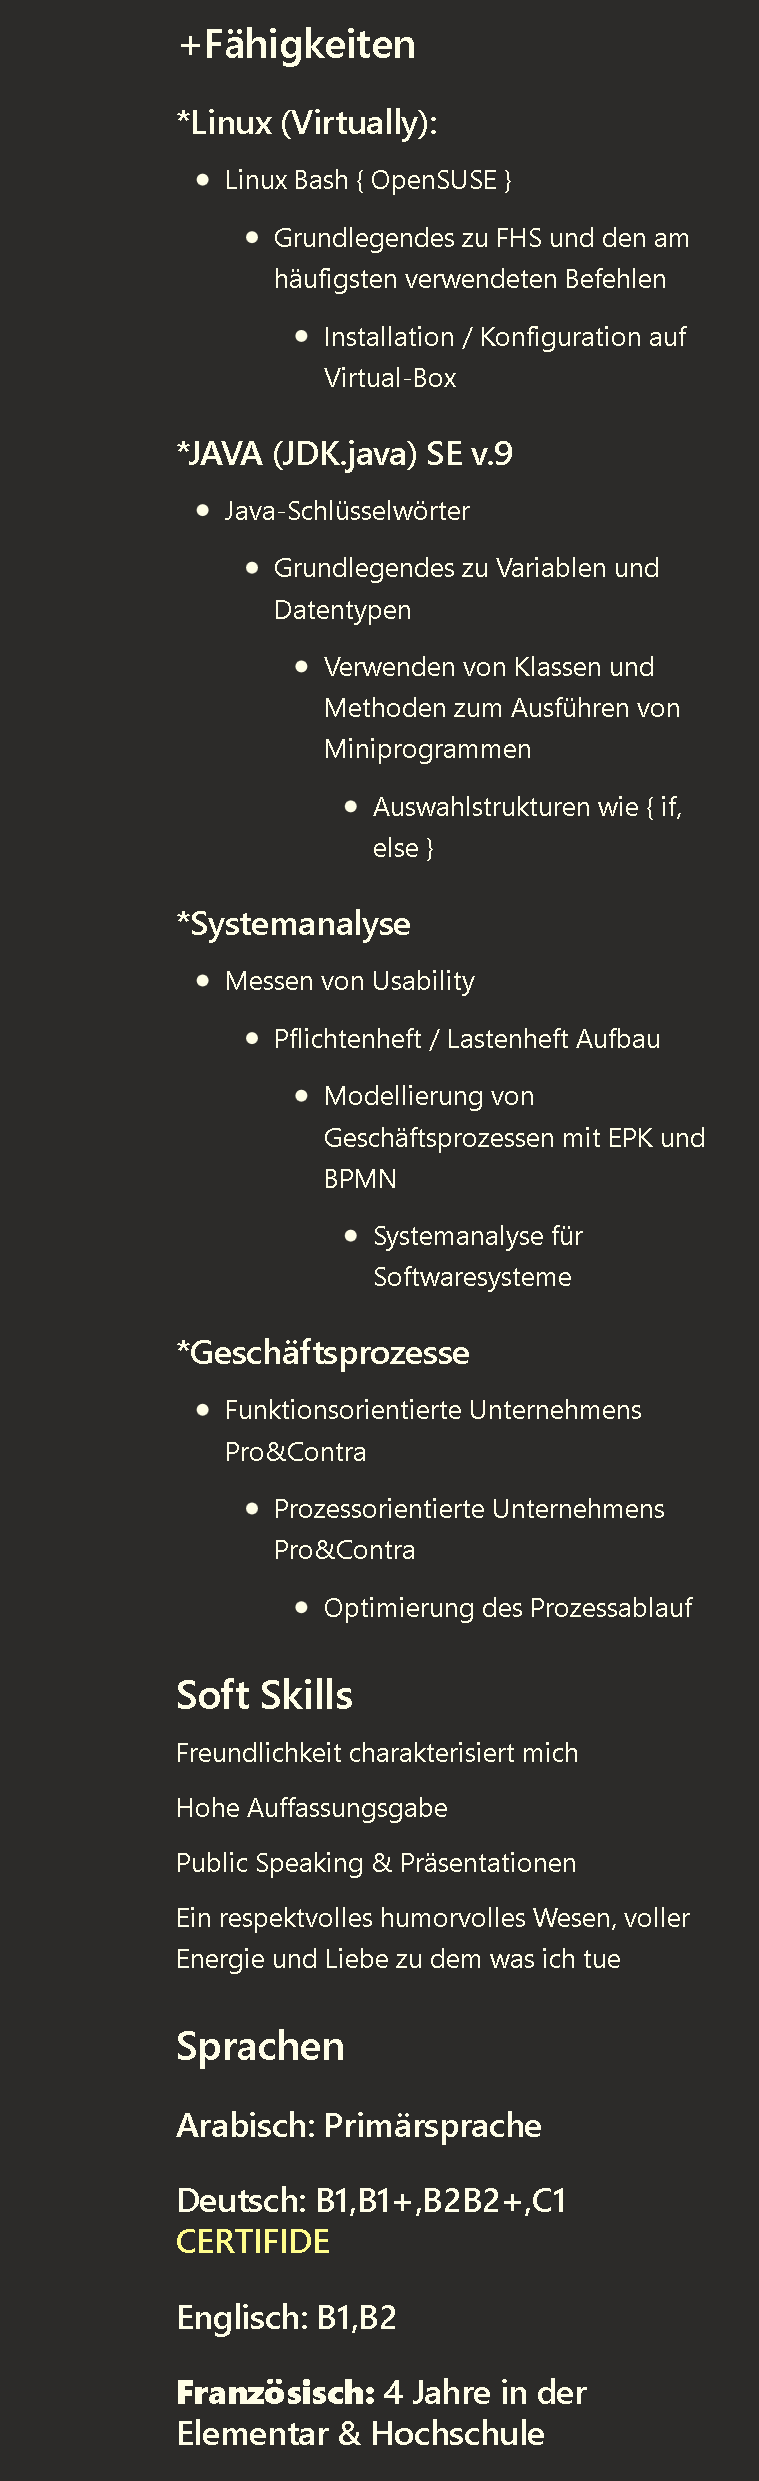 +Fähigkeiten
*Linux (Virtually):
Linux Bash { OpenSUSE }
Grundlegendes zu FHS und den am
häufigsten verwendeten Befehlen
Installation / Konfiguration auf
Virtual-Box
*JAVA (JDK.java) SE v.9
Java-Schlüsselwörter
Grundlegendes zu Variablen und
Datentypen
Verwenden von Klassen und
Methoden zum Ausführen von
Miniprogrammen
Auswahlstrukturen wie { if,
else }
*Systemanalyse
Messen von Usability
Pflichtenheft / Lastenheft Aufbau
Modellierung von
Geschäftsprozessen mit EPK und
BPMN
Systemanalyse für
Softwaresysteme
*Geschäftsprozesse
Funktionsorientierte Unternehmens
Pro&Contra
Prozessorientierte Unternehmens
Pro&Contra
Optimierung des Prozessablauf
Soft Skills
Freundlichkeit charakterisiert mich
Hohe Auffassungsgabe
Public Speaking & Präsentationen
Ein respektvolles humorvolles Wesen, voller
Energie und Liebe zu dem was ich tue
Sprachen
Arabisch: Primärsprache
Deutsch: B1,B1+,B2B2+,C1
CERTIFIDE
Englisch: B1,B2
Französisch: 4 Jahre in der
Elementar & Hochschule